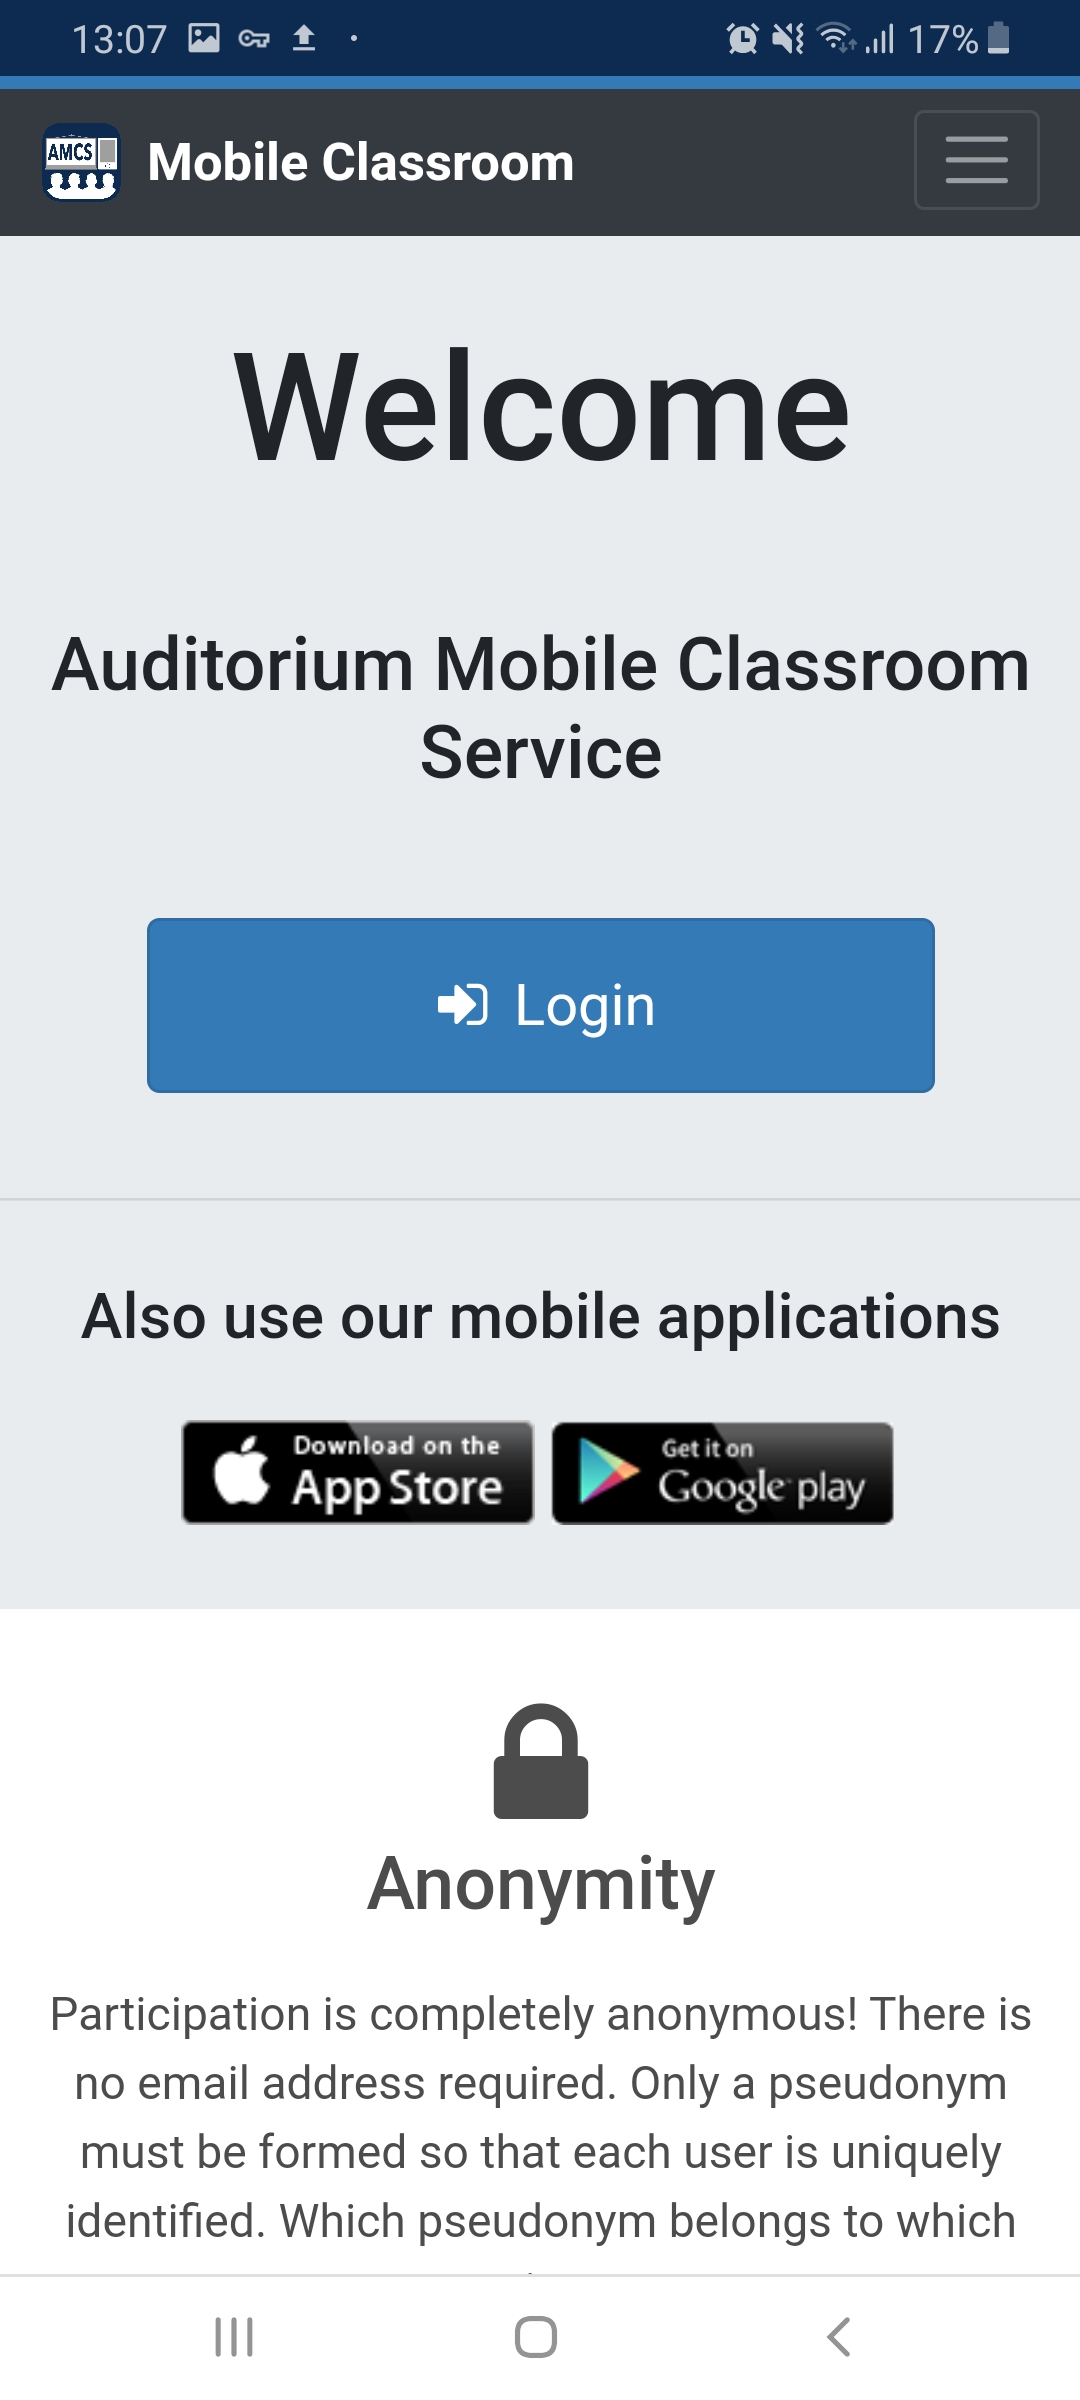 13:07
17%
AMCS
Mobile Classroom
Welcome
Auditorium Mobile Classroom
Service
Login
Also use our mobile applications
Download on the
App Store
Get it on
Google play
Anonymity
Participation is completely anonymous! There is
no email address required. Only a pseudonym
must be formed so that each user is uniquely
identified. Which pseudonym belongs to which